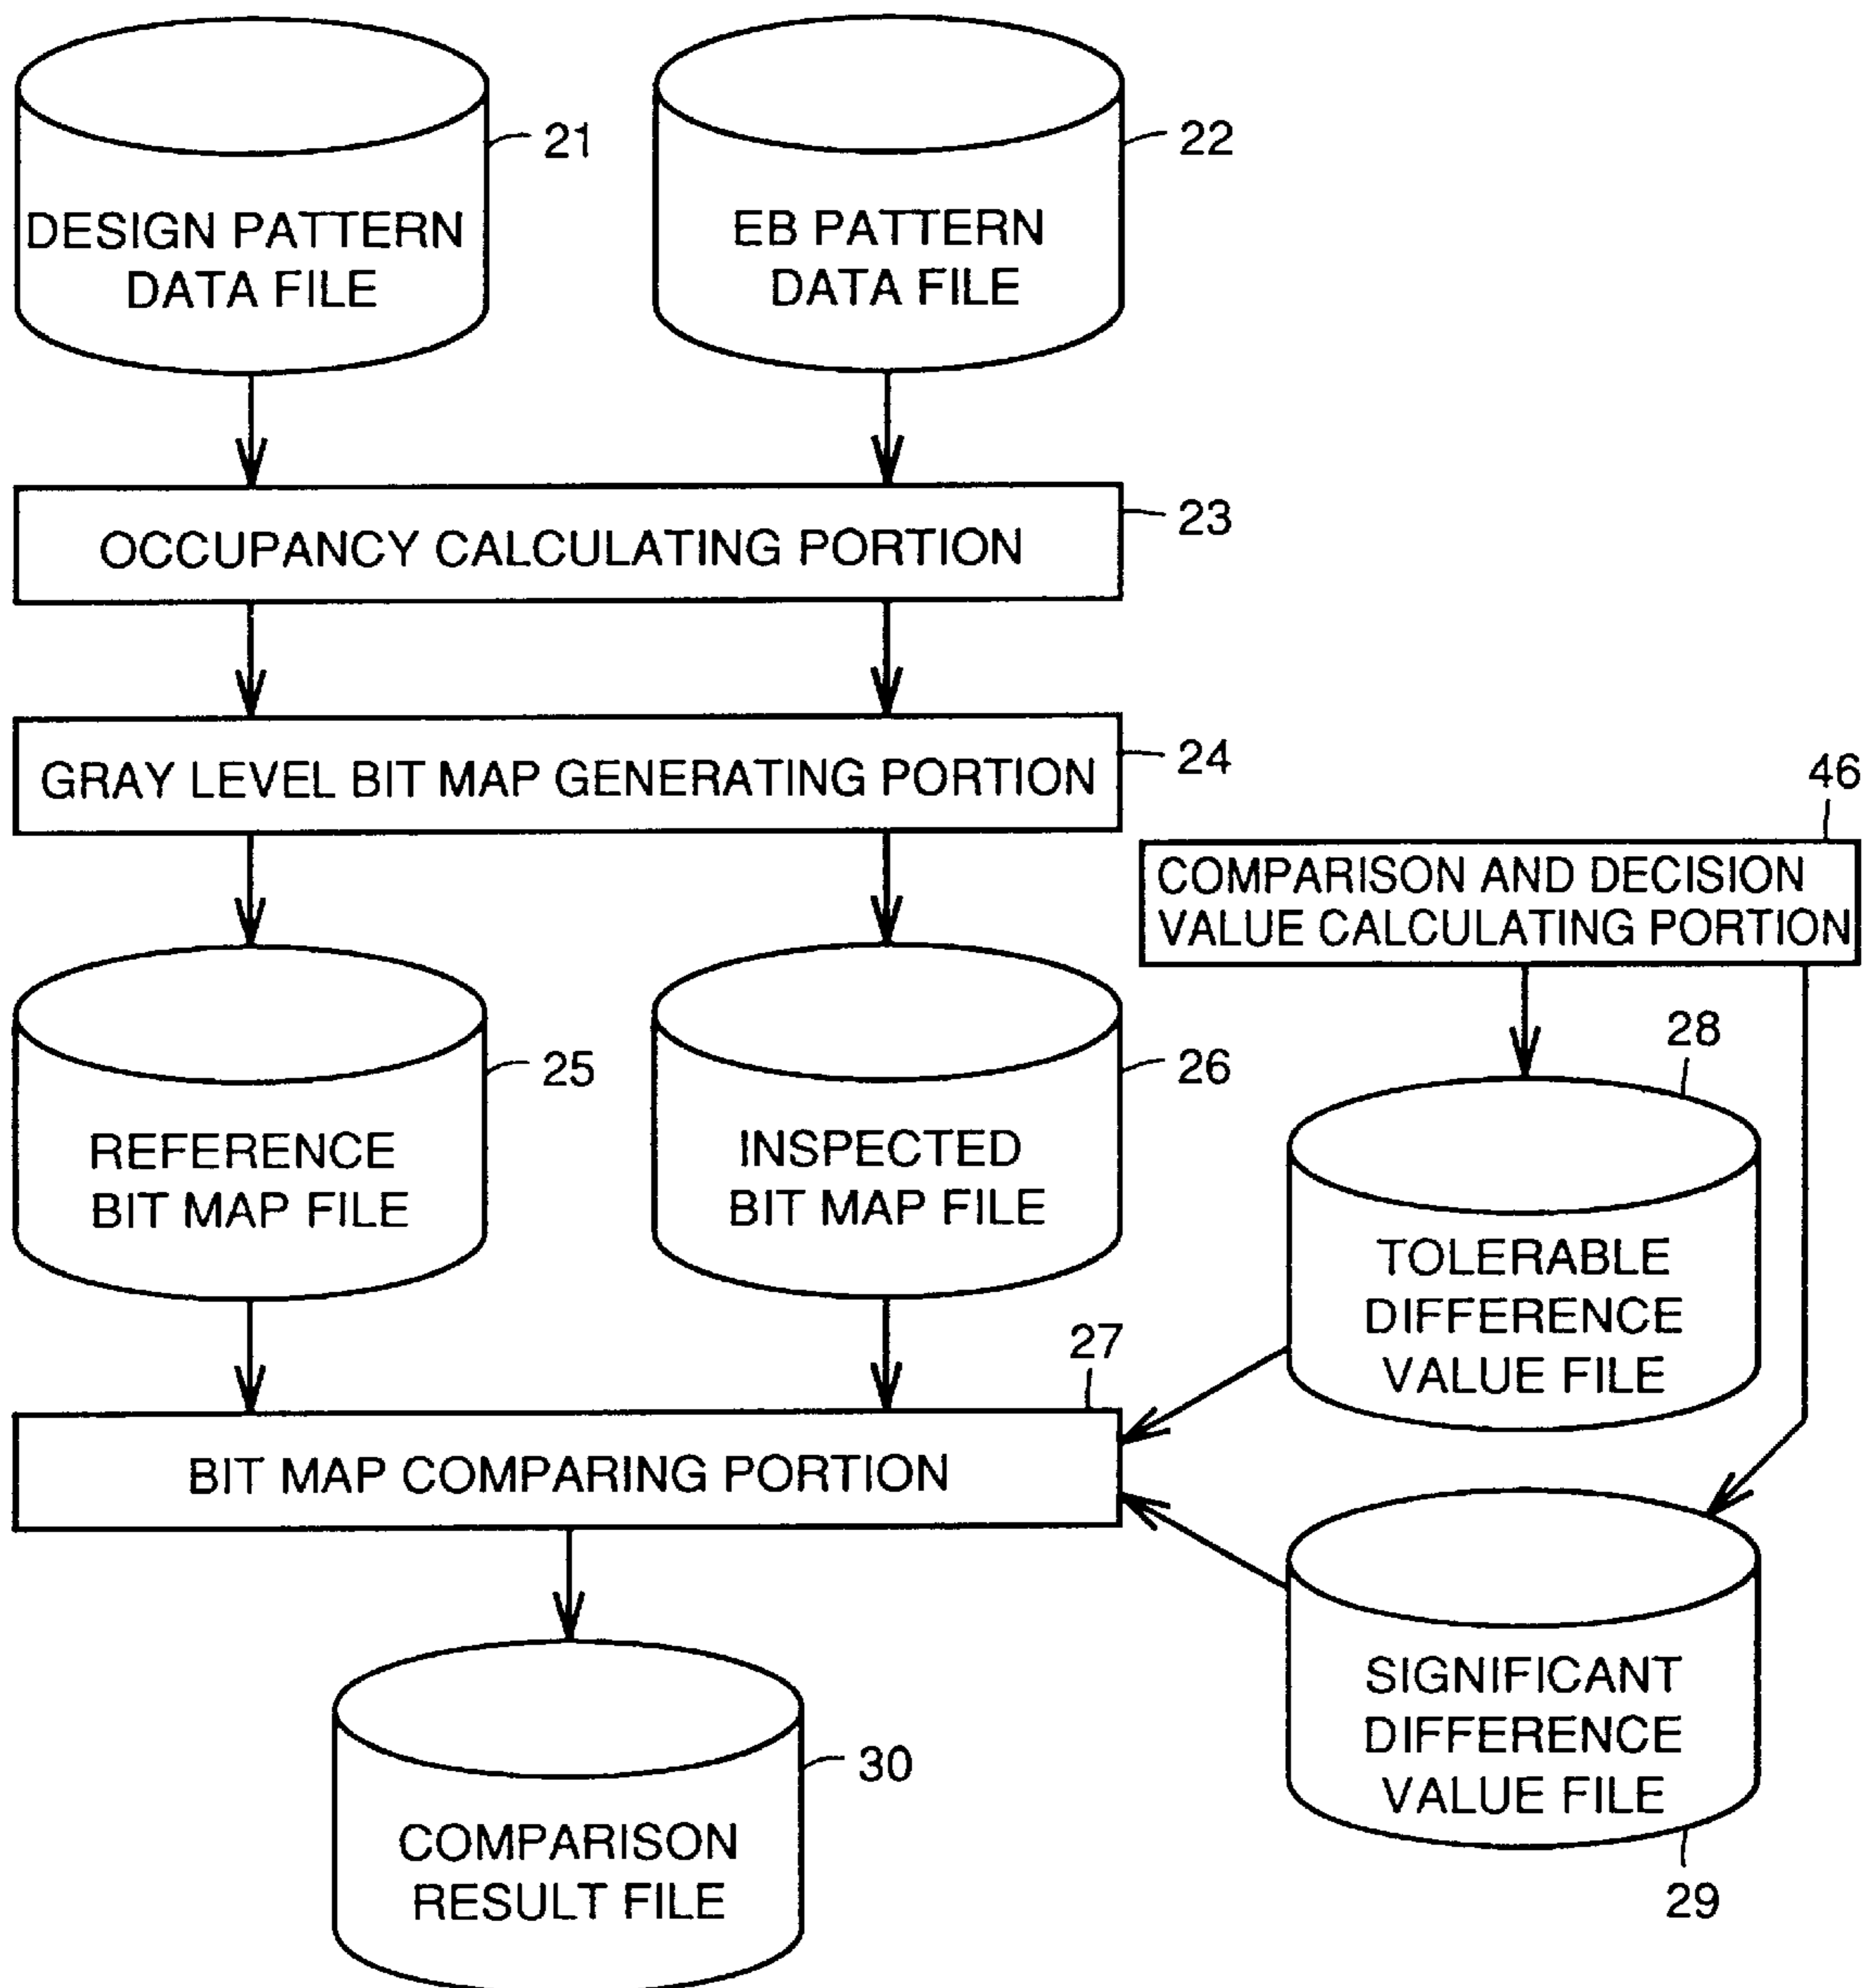 21
22
DESIGN PATTERN
DATA FILE
EB PATTERN
DATA FILE
23
OCCUPANCY CALCULATING PORTION
24
GRAY LEVEL BIT MAP GENERATING PORTION
46
COMPARISON AND DECISION
VALUE CALCULATING PORTION
25
26
28
REFERENCE
BIT MAP FILE
INSPECTED
BIT MAP FILE
TOLERABLE
DIFFERENCE
VALUE FILE
27
BIT MAP COMPARING PORTION
SIGNIFICANT
DIFFERENCE
VALUE FILE
29
30
COMPARISON
RESULT FILE